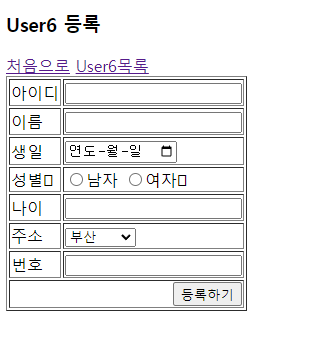 User6 등록
처음으로 User6목록
아이디
이름
생일 연도-월-일
성별 남자 여자
나이
주소 부산
번호
등록하기